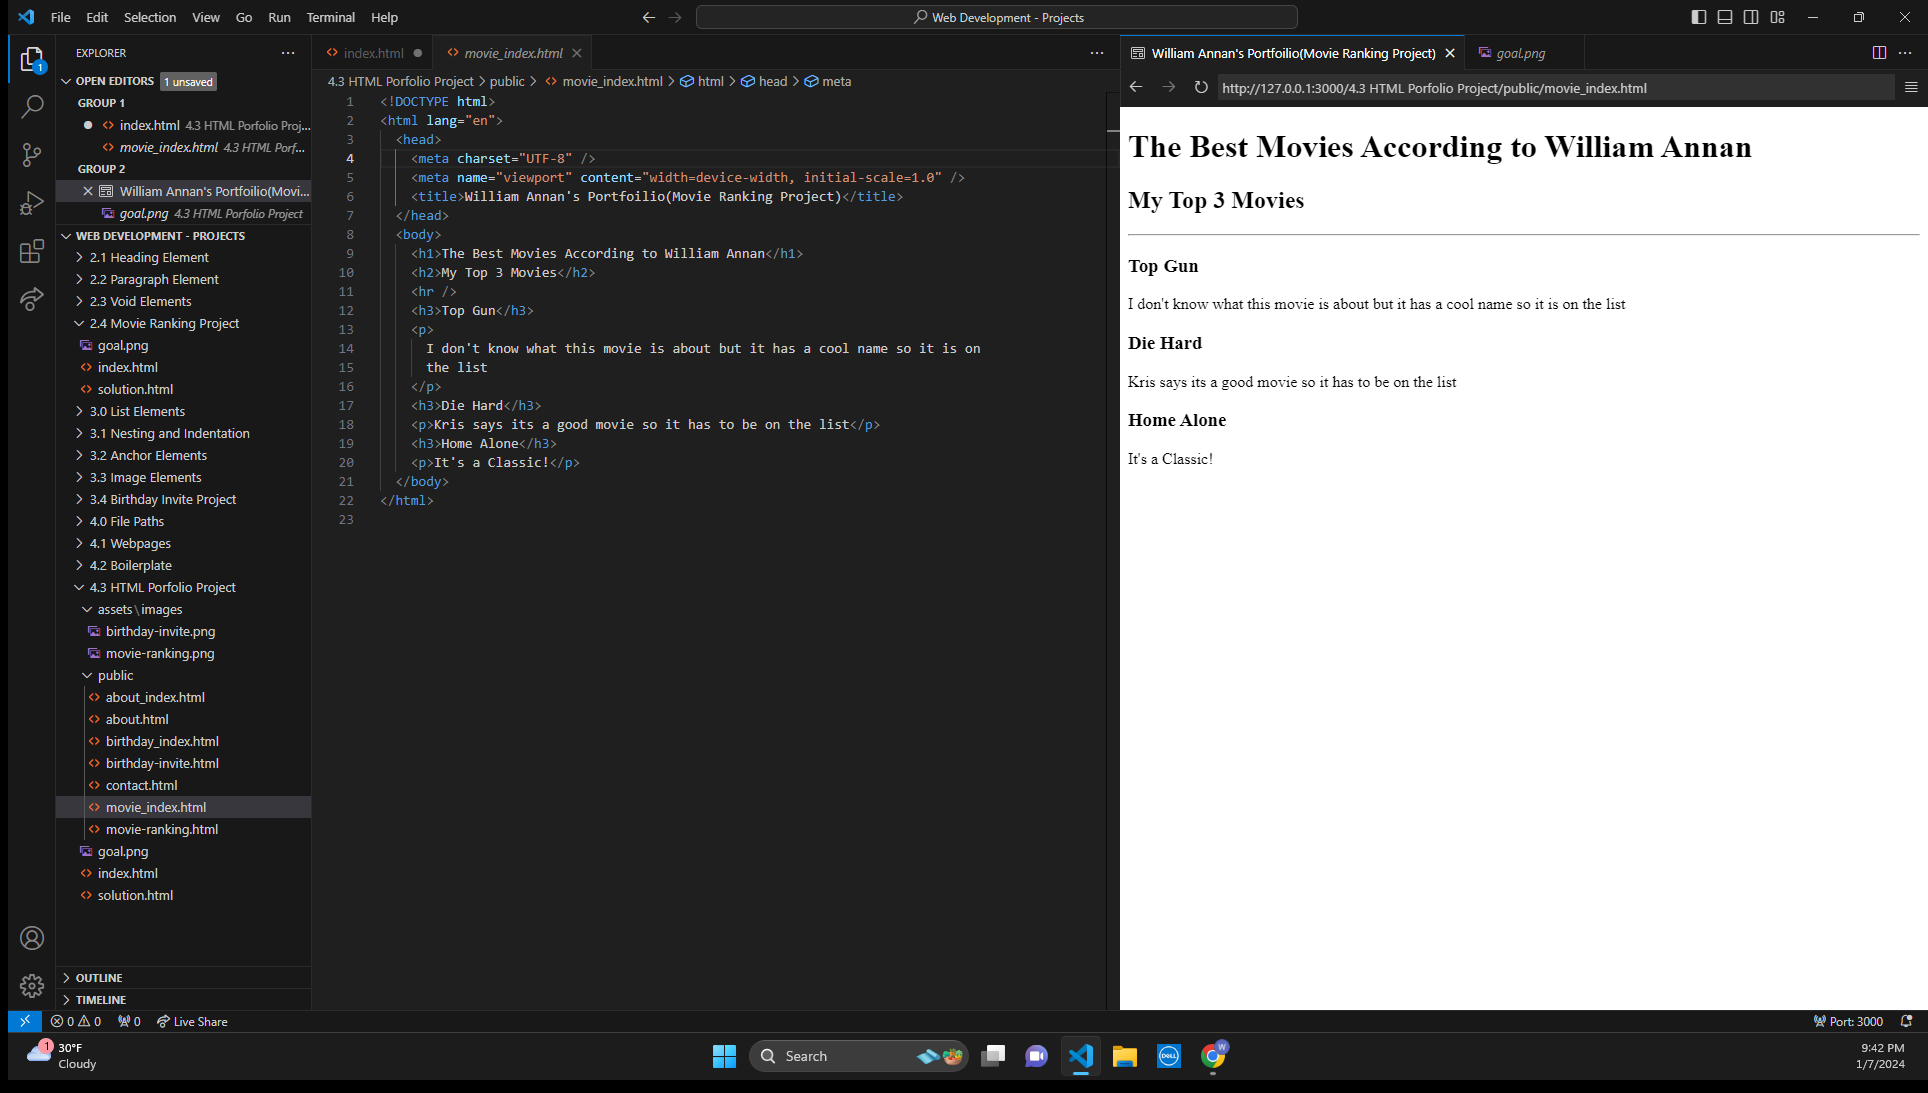 File Edit Selection View Go Run Terminal Help
Web Development - Projects
EXPLORER
OPEN EDITORS 1 unsaved
GROUP 1
index.html 4.3 HTML Porfolio Proj...
movie_index.html 4.3 HTML Porf...
GROUP 2
William Annan's Portfoilio(Movi...
goal.png 4.3 HTML Porfolio Project
WEB DEVELOPMENT - PROJECTS
2.1 Heading Element
2.2 Paragraph Element
2.3 Void Elements
2.4 Movie Ranking Project
goal.png
index.html
solution.html
3.0 List Elements
3.1 Nesting and Indentation
3.2 Anchor Elements
3.3 Image Elements
3.4 Birthday Invite Project
4.0 File Paths
4.1 Webpages
4.2 Boilerplate
4.3 HTML Porfolio Project
assets\images
birthday-invite.png
movie-ranking.png
public
about_index.html
about.html
birthday_index.html
birthday-invite.html
contact.html
movie_index.html
movie-ranking.html
goal.png
index.html
solution.html
OUTLINE
TIMELINE
index.html
movie_index.html
4.3 HTML Porfolio Project > public > movie_index.html > html > head > meta
1 <!DOCTYPE html>
2 <html lang="en">
3 <head>
4 <meta charset="UTF-8" />
5 <meta name="viewport" content="width=device-width, initial-scale=1.0" />
6 <title>William Annan's Portfoilio(Movie Ranking Project)</title>
7 </head>
8 <body>
9 <h1>The Best Movies According to William Annan</h1>
10 <h2>My Top 3 Movies</h2>
11 <hr />
12 <h3>Top Gun</h3>
13 <p>
14 I don't know what this movie is about but it has a cool name so it is on
15 the list
16 </p>
17 <h3>Die Hard</h3>
18 <p>Kris says its a good movie so it has to be on the list</p>
19 <h3>Home Alone</h3>
20 <p>It's a Classic!</p>
21 </body>
22 </html>
23
William Annan's Portfoilio(Movie Ranking Project)
goal.png
http://127.0.0.1:3000/4.3 HTML Porfolio Project/public/movie_index.html
The Best Movies According to William Annan
My Top 3 Movies
Top Gun
I don't know what this movie is about but it has a cool name so it is on the list
Die Hard
Kris says its a good movie so it has to be on the list
Home Alone
It's a Classic!
0 0 0 Live Share
Port: 3000
1
30°F
Cloudy
Search
DELL
W
9:42 PM
1/7/2024